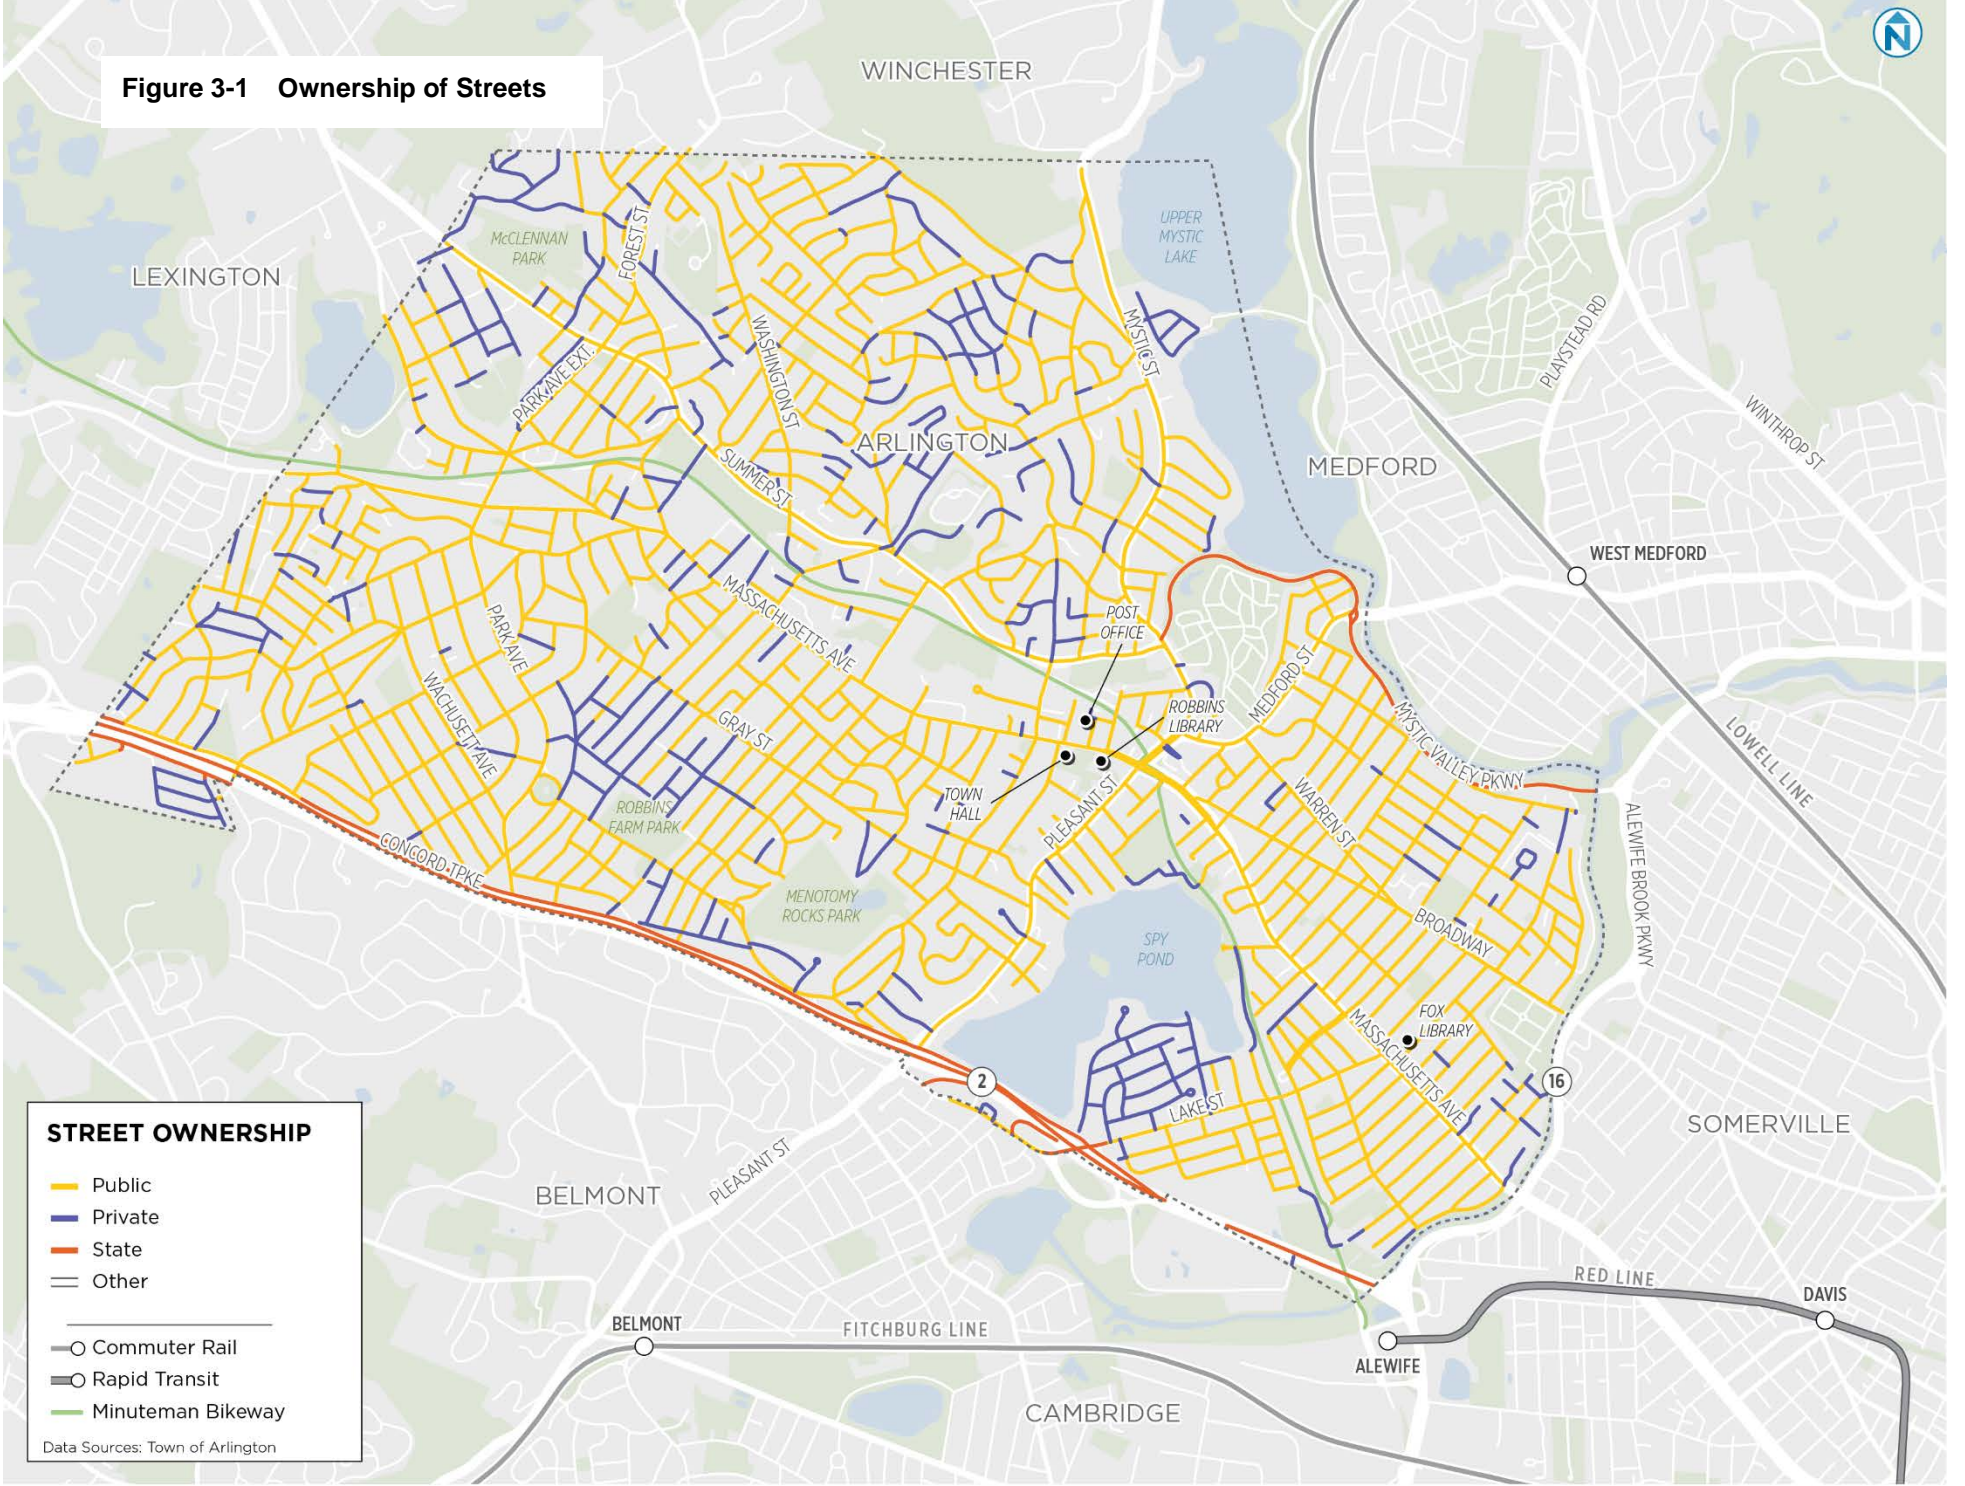 N
Figure 3-1 Ownership of Streets
WINCHESTER
LEXINGTON
McCLENNAN
PARK
FOREST ST
UPPER
MYSTIC
LAKE
PARK AVE EXT.
WASHINGTON ST
MYSTIC ST
PLAYSTEAD RD
WINTHROP ST
ARLINGTON
MEDFORD
SUMMER ST
WEST MEDFORD
MASSACHUSETTS AVE
POST
OFFICE
PARK AVE
WACHUSETT AVE
GRAY ST
MEDFORD ST
ROBBINS
LIBRARY
MYSTIC VALLEY PKWY
LOWELL LINE
TOWN
HALL
PLEASANT ST
WARREN ST
ROBBINS
FARM PARK
CONCORD TPKE
ALEWIFE BROOK PKWY
MENOTOMY
ROCKS PARK
BROADWAY
SPY
POND
FOX
LIBRARY
MASSACHUSETTS AVE
2
16
LAKE ST
SOMERVILLE
BELMONT
PLEASANT ST
RED LINE
DAVIS
BELMONT
FITCHBURG LINE
ALEWIFE
CAMBRIDGE
STREET OWNERSHIP
Public
Private
State
Other
Commuter Rail
Rapid Transit
Minuteman Bikeway
Data Sources: Town of Arlington